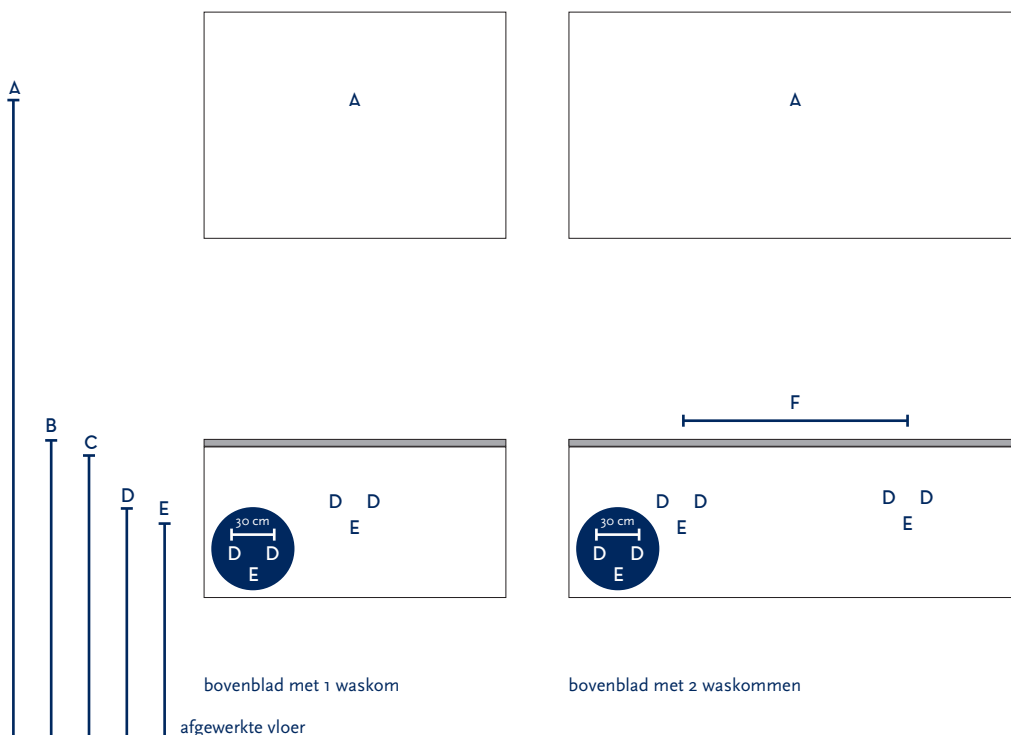 A
A
A
F
B
C
D
E
D D
E
30 cm
D D
E
D D
E
30 cm
D D
E
D D
E
bovenblad met 1 waskom
bovenblad met 2 waskommen
afgewerkte vloer